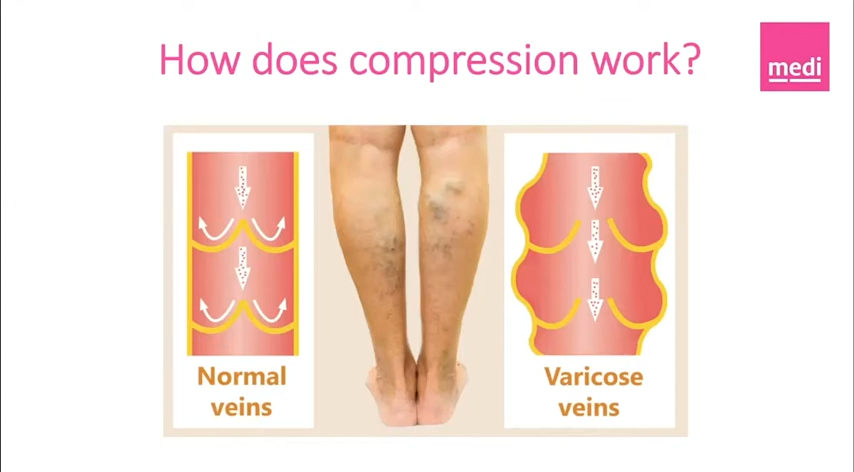 How does compression work?
medi
Normal
veins
Varicose
veins